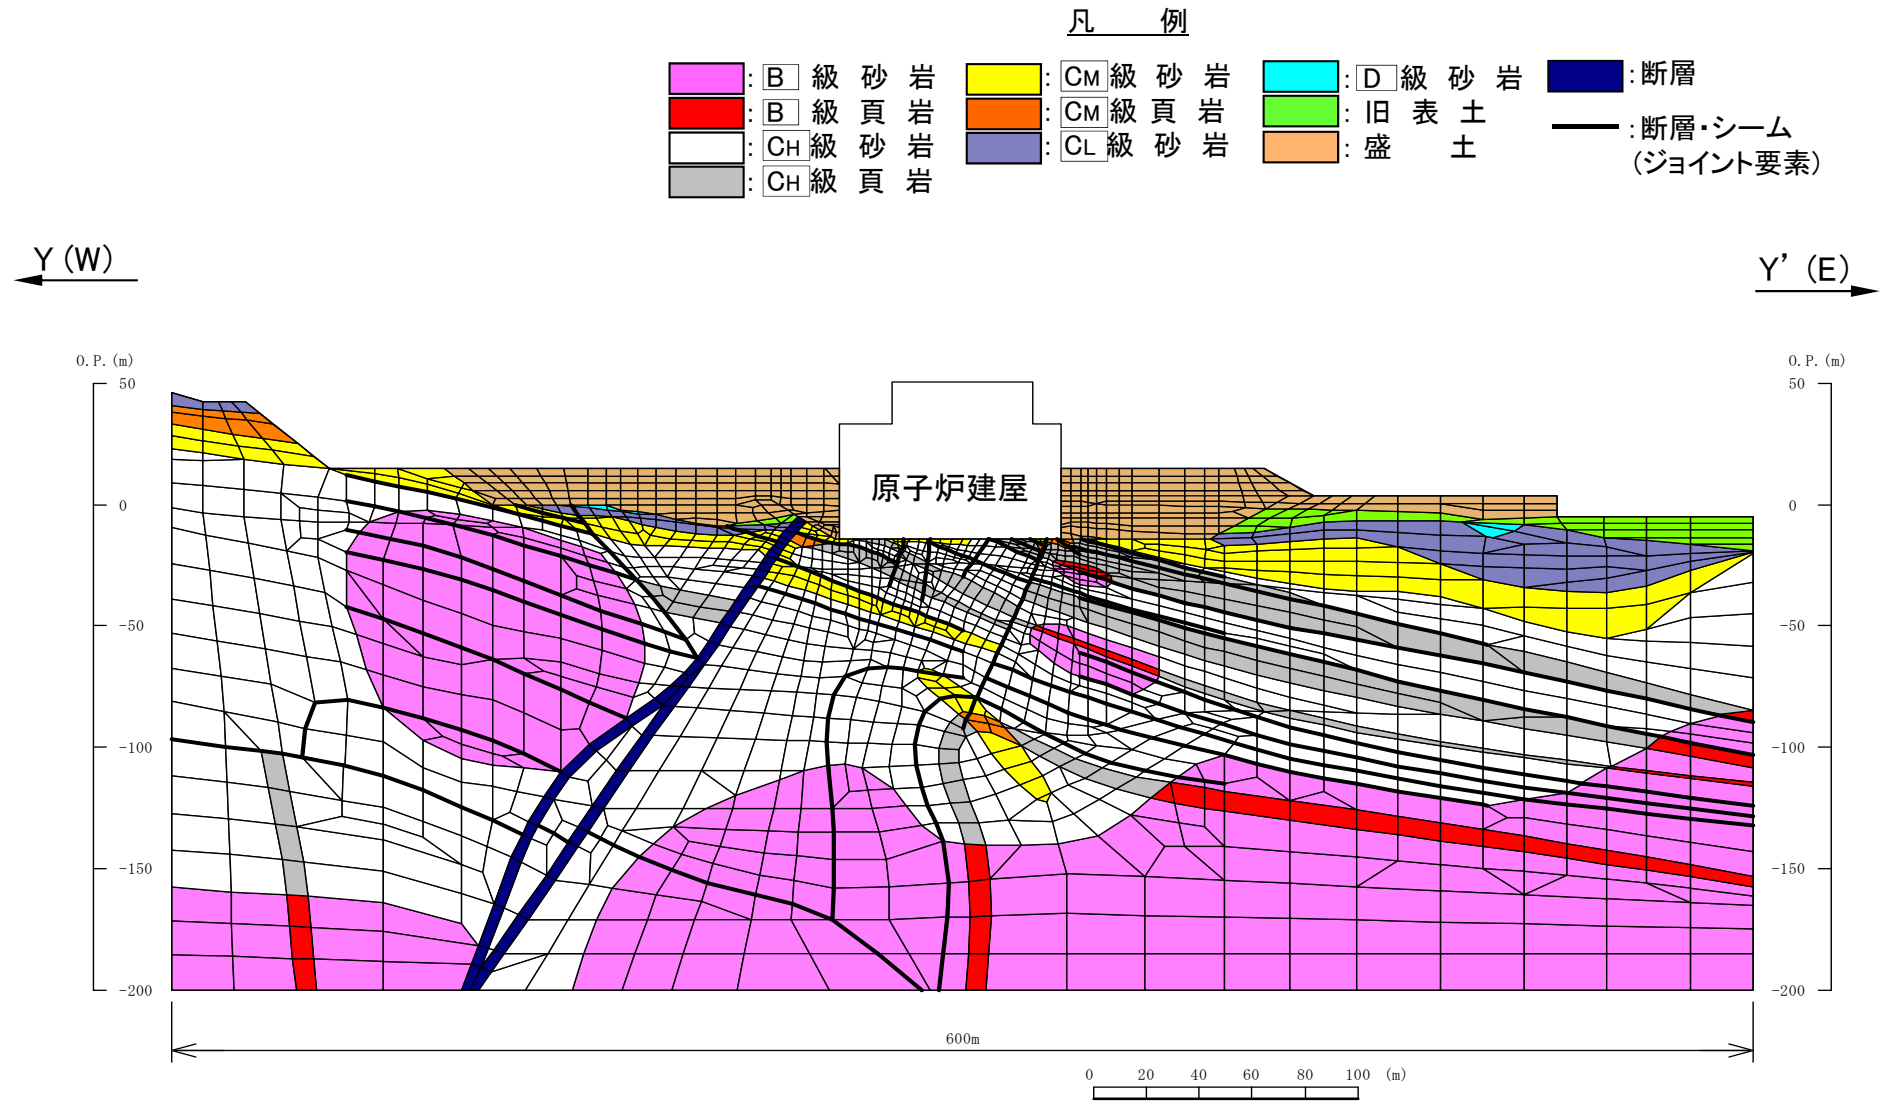 凡 例
: B 級 砂 岩
: B 級 頁 岩
: CH 級 砂 岩
: CH 級 頁 岩
: CM 級 砂 岩
: CM 級 頁 岩
: CL 級 砂 岩
: D 級 砂 岩
: 旧 表 土
: 盛 土
: 断層
: 断層・シーム
(ジョイント要素)
Y (W)
Y’ (E)
O.P.(m)
50
0
-50
-100
-150
-200
原子炉建屋
O.P.(m)
50
0
-50
-100
-150
-200
600m
0 20 40 60 80 100 (m)